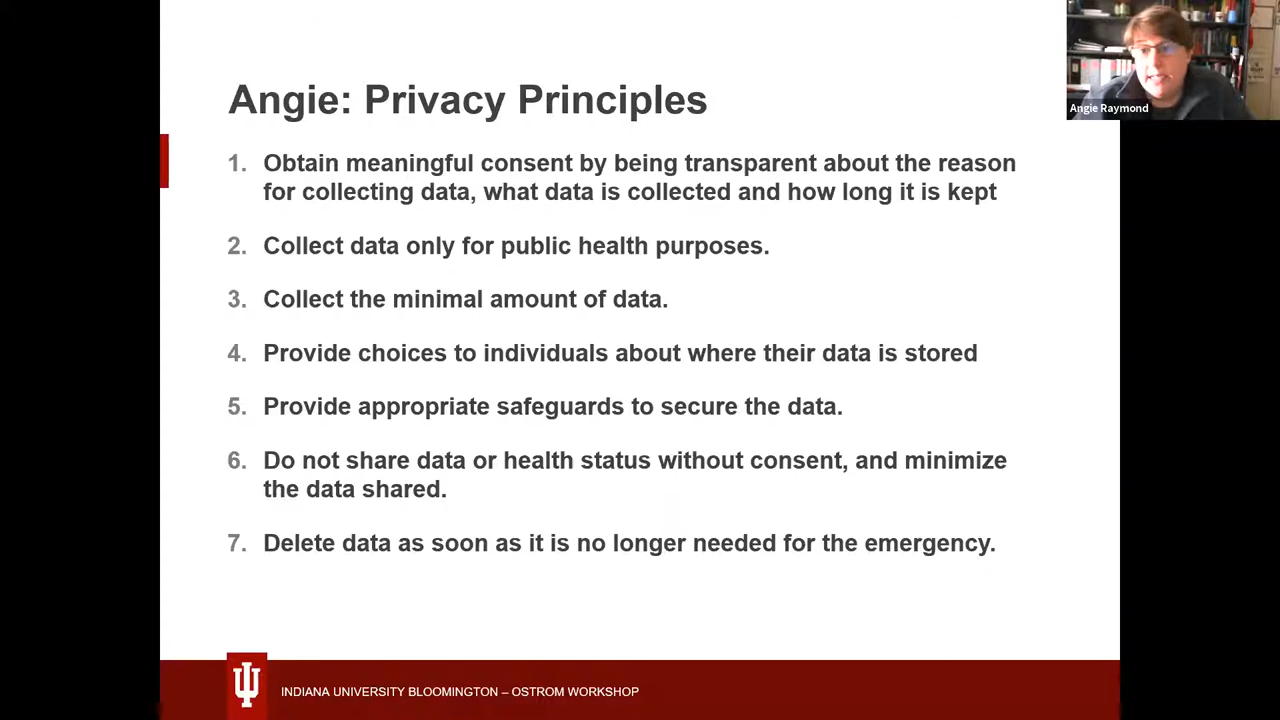 Angie: Privacy Principles
Angie Raymond
1. Obtain meaningful consent by being transparent about the reason
for collecting data, what data is collected and how long it is kept
2. Collect data only for public health purposes.
3. Collect the minimal amount of data.
4. Provide choices to individuals about where their data is stored
5. Provide appropriate safeguards to secure the data.
6. Do not share data or health status without consent, and minimize
the data shared.
7. Delete data as soon as it is no longer needed for the emergency.
INDIANA UNIVERSITY BLOOMINGTON – OSTROM WORKSHOP